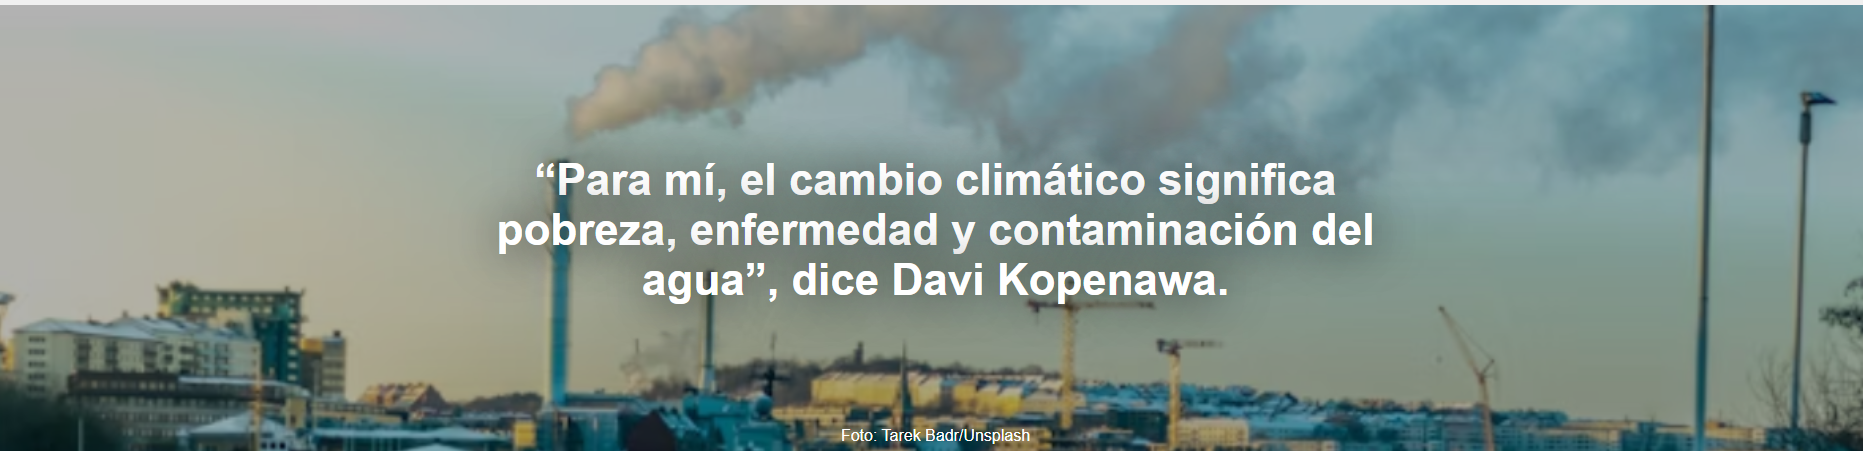 “Para mí, el cambio climático significa
pobreza, enfermedad y contaminación del
agua”, dice Davi Kopenawa.
Foto: Tarek Badr/Unsplash